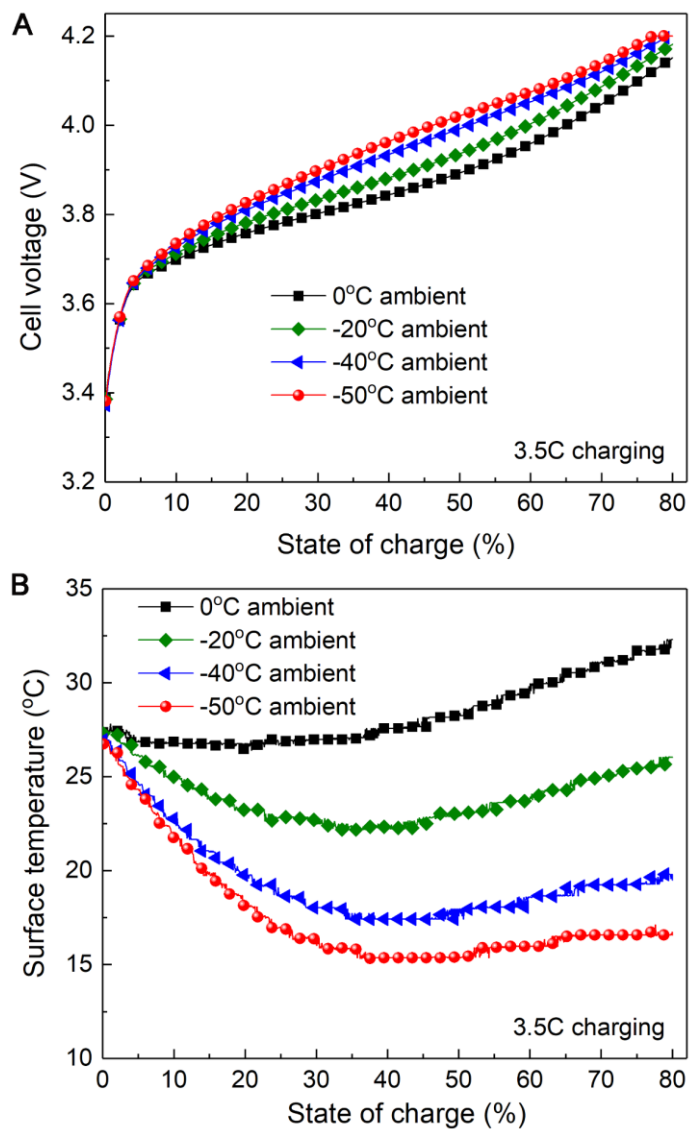 A
4.2
4.0
3.8
3.6
3.4
3.2
Cell voltage (V)
0°C ambient
-20°C ambient
-40°C ambient
-50°C ambient
3.5C charging
0 10 20 30 40 50 60 70 80
State of charge (%)
B
35
30
25
20
15
10
Surface temperature (°C)
0°C ambient
-20°C ambient
-40°C ambient
-50°C ambient
3.5C charging
0 10 20 30 40 50 60 70 80
State of charge (%)